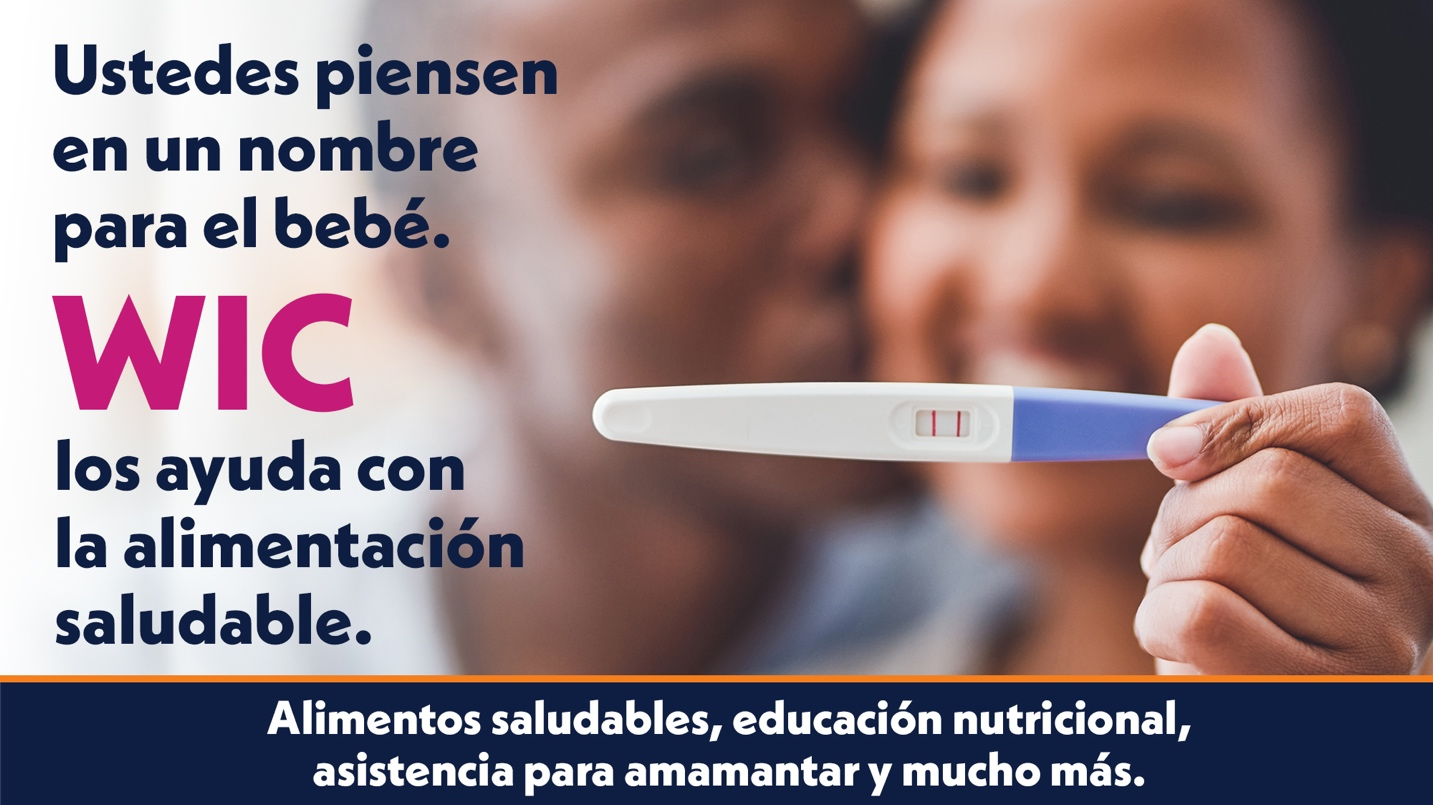 Ustedes piensen
en un nombre
para el bebé.
WIC
los ayuda con
la alimentación
saludable.
Alimentos saludables, educación nutricional,
asistencia para amamantar y mucho más.